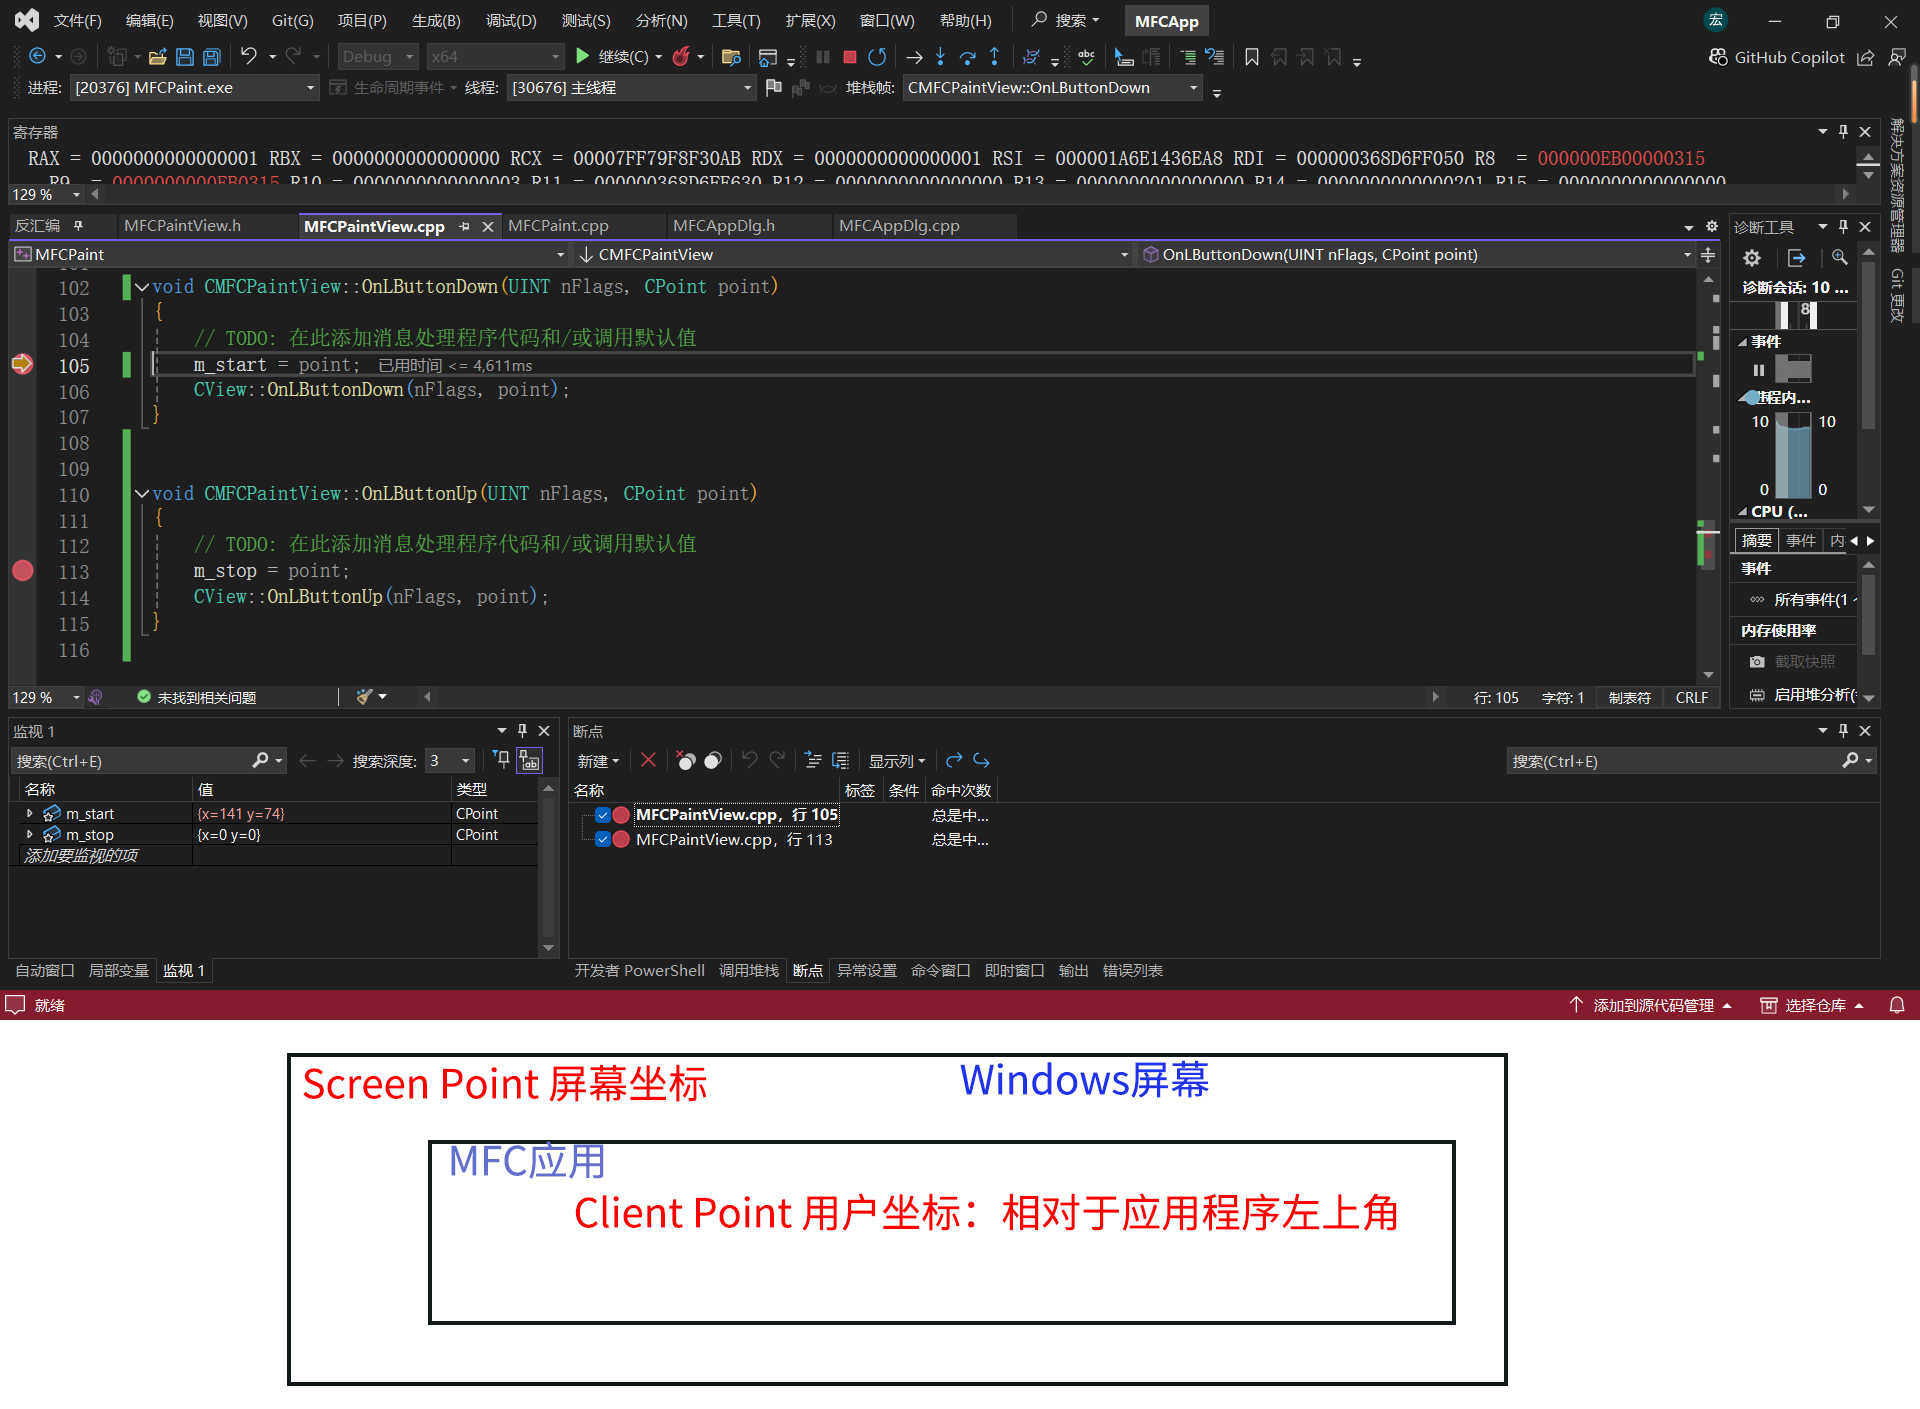 文件(F) 编辑(E) 视图(V) Git(G) 项目(P) 生成(B) 调试(D) 测试(S) 分析(N) 工具(T) 扩展(X) 窗口(W) 帮助(H) 搜索 MFCApp 宏
Debug x64 继续(C) GitHub Copilot
进程: [20376] MFCPaint.exe 生命周期事件 线程: [30676] 主线程 堆栈帧: CMFCPaintView::OnLButtonDown
寄存器
RAX = 0000000000000001 RBX = 0000000000000000 RCX = 00007FF79F8F30AB RDX = 0000000000000001 RSI = 000001A6E1436EA8 RDI = 000000368D6FF050 R8 = 000000EB00000315
R9 = 0000000000EB0315 R10 = 0000000000000003 R11 = 000000368D6FE630 R12 = 0000000000000000 R13 = 0000000000000000 R14 = 0000000000000201 R15 = 0000000000000000
129 %
反汇编 MFCPaintView.h MFCPaintView.cpp MFCPaint.cpp MFCAppDlg.h MFCAppDlg.cpp
MFCPaint CMFCPaintView OnLButtonDown(UINT nFlags, CPoint point)
102 void CMFCPaintView::OnLButtonDown(UINT nFlags, CPoint point)
103 {
104 // TODO: 在此添加消息处理程序代码和/或调用默认值
105 m_start = point; 已用时间 <= 4,611ms
106 CView::OnLButtonDown(nFlags, point);
107 }
108
109
110 void CMFCPaintView::OnLButtonUp(UINT nFlags, CPoint point)
111 {
112 // TODO: 在此添加消息处理程序代码和/或调用默认值
113 m_stop = point;
114 CView::OnLButtonUp(nFlags, point);
115 }
116
129 % 未找到相关问题 行: 105 字符: 1 制表符 CRLF
诊断工具
诊断会话: 10 ...
8
事件
进程内...
10 10
0 0
CPU (...
摘要 事件 内
事件
所有事件(1
内存使用率
截取快照
启用堆分析(
解决方案资源管理器
Git 更改
监视 1
搜索(Ctrl+E) 搜索深度: 3
名称 值 类型
m_start {x=141 y=74} CPoint
m_stop {x=0 y=0} CPoint
添加要监视的项
自动窗口 局部变量 监视 1
断点
新建 显示列 搜索(Ctrl+E)
名称 标签 条件 命中次数
MFCPaintView.cpp，行 105 总是中...
MFCPaintView.cpp，行 113 总是中...
开发者 PowerShell 调用堆栈 断点 异常设置 命令窗口 即时窗口 输出 错误列表
就绪 添加到源代码管理 选择仓库
Screen Point 屏幕坐标 Windows屏幕
MFC应用
Client Point 用户坐标：相对于应用程序左上角